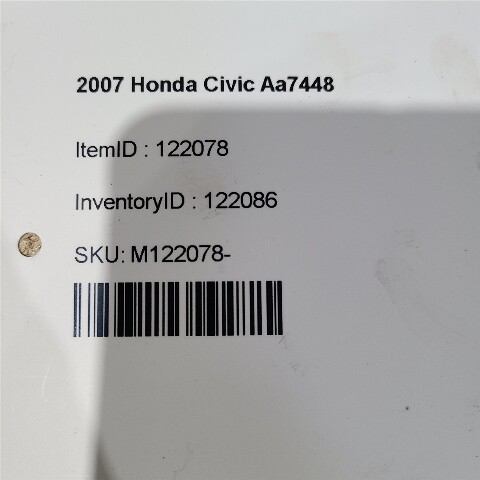 2007 Honda Civic Aa7448
ItemID : 122078
InventoryID : 122086
SKU: M122078-